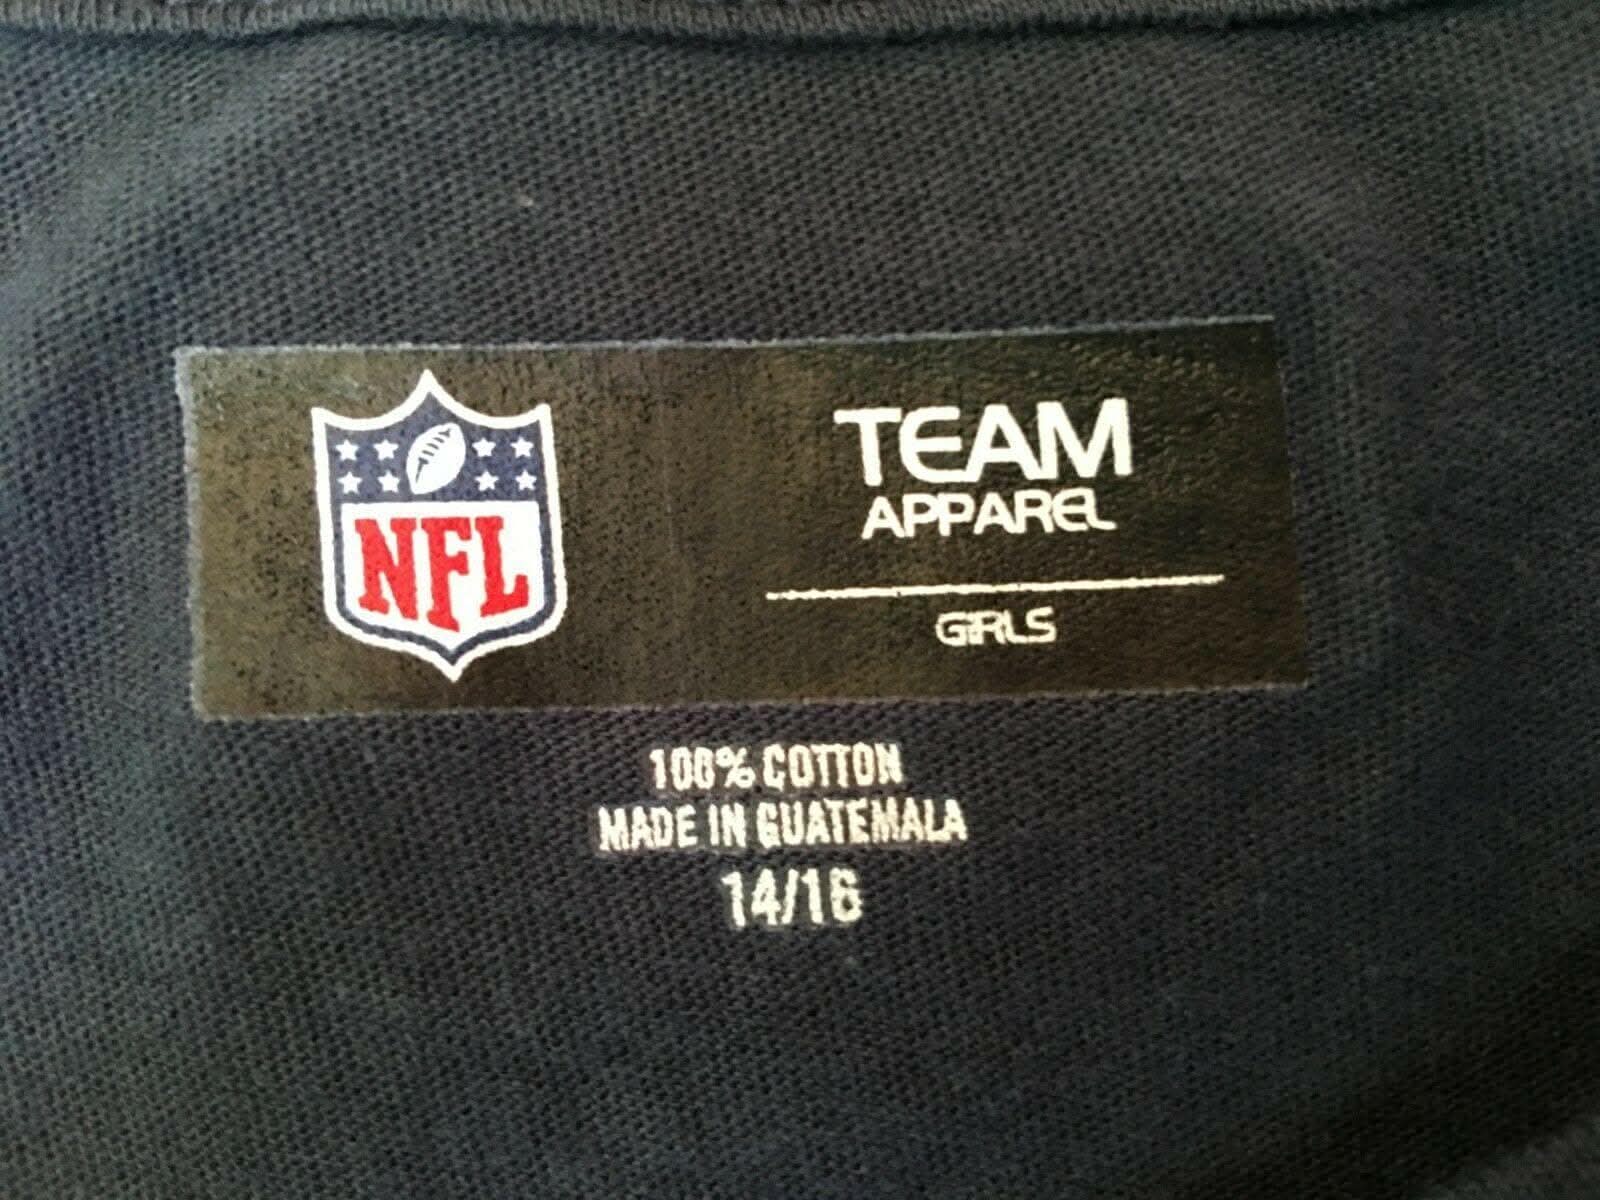 NFL
TEAM
APPAREL
GIRLS
100% COTTON
MADE IN GUATEMALA
14/16